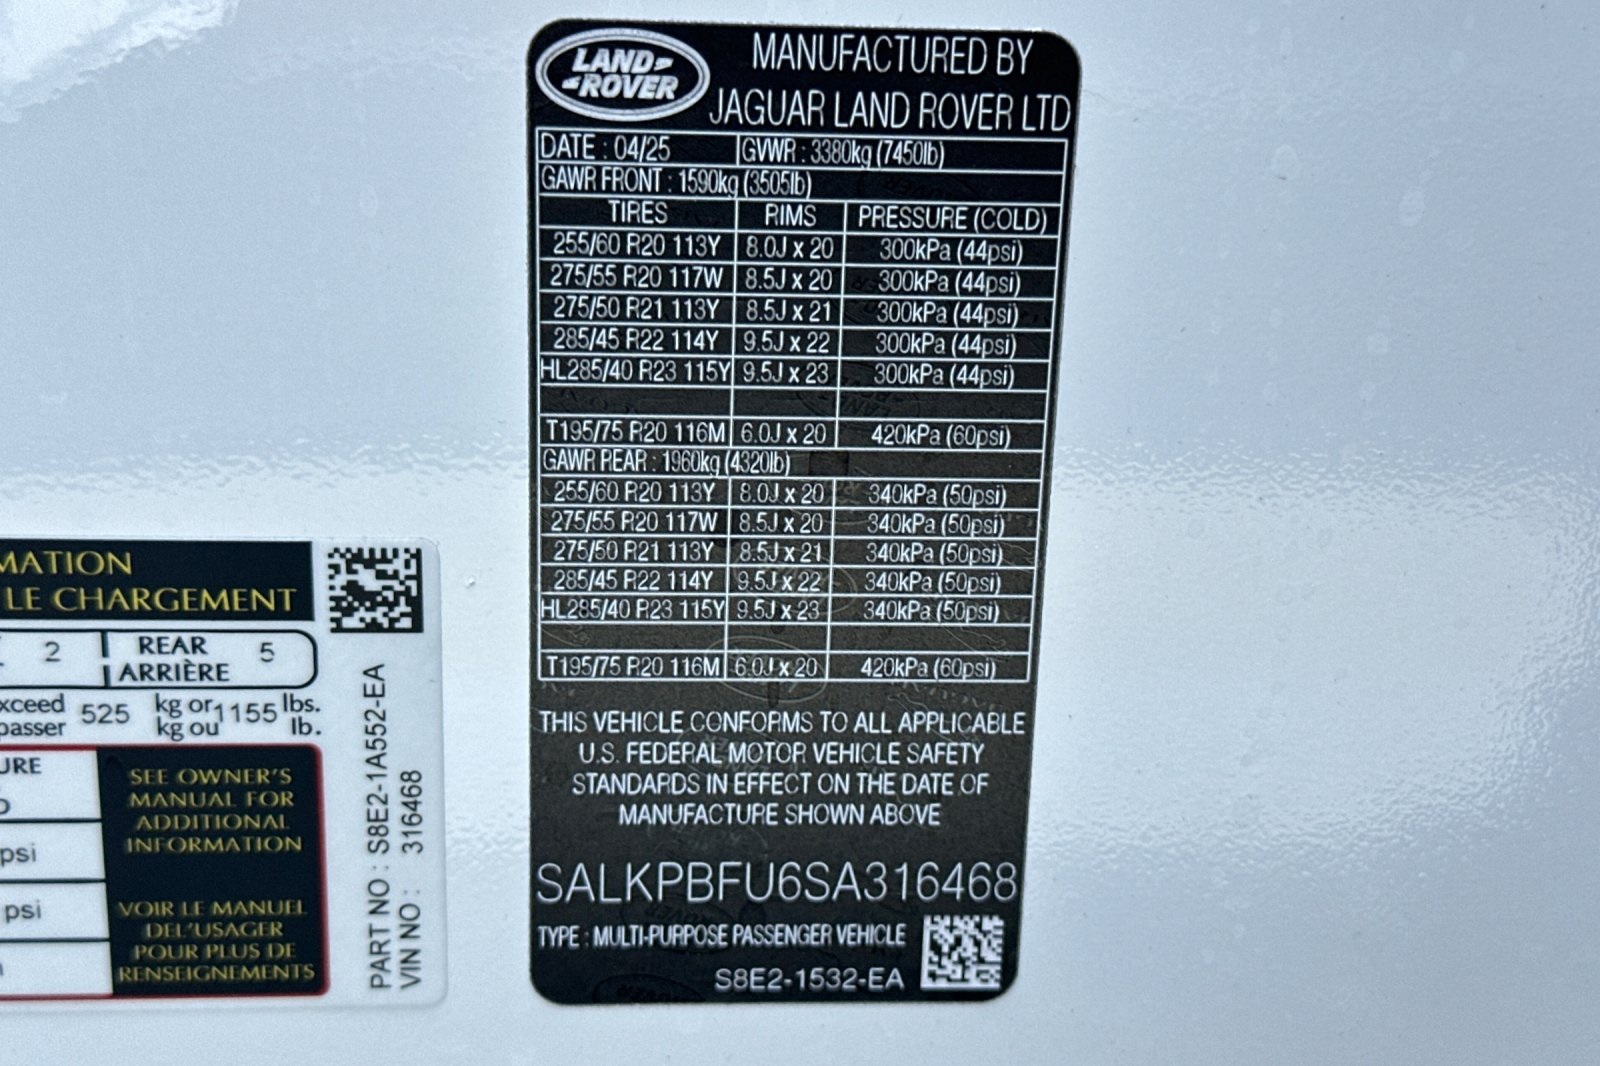 LAND
ROVER
MANUFACTURED BY
JAGUAR LAND ROVER LTD
DATE : 04/25 GVWR : 3380kg (7450lb)
GAWR FRONT : 1590kg (3505lb)
TIRES RIMS PRESSURE (COLD)
255/60 R20 113Y 8.0J x 20 300kPa (44psi)
275/55 R20 117W 8.5J x 20 300kPa (44psi)
275/50 R21 113Y 8.5J x 21 300kPa (44psi)
285/45 R22 114Y 9.5J x 22 300kPa (44psi)
HL285/40 R23 115Y 9.5J x 23 300kPa (44psi)
T195/75 R20 116M 6.0J x 20 420kPa (60psi)
GAWR REAR : 1960kg (4320lb)
255/60 R20 113Y 8.0J x 20 340kPa (50psi)
275/55 R20 117W 8.5J x 20 340kPa (50psi)
275/50 R21 113Y 8.5J x 21 340kPa (50psi)
285/45 R22 114Y 9.5J x 22 340kPa (50psi)
HL285/40 R23 115Y 9.5J x 23 340kPa (50psi)
T195/75 R20 116M 6.0J x 20 420kPa (60psi)
THIS VEHICLE CONFORMS TO ALL APPLICABLE
U.S. FEDERAL MOTOR VEHICLE SAFETY
STANDARDS IN EFFECT ON THE DATE OF
MANUFACTURE SHOWN ABOVE
SALKPBFU6SA316468
TYPE : MULTI-PURPOSE PASSENGER VEHICLE
S8E2-1532-EA
MATION
LE CHARGEMENT
2 REAR 5
ARRIÈRE
xceed 525 kg or 1155 lbs.
passer kg ou lb.
URE
psi
psi
SEE OWNER'S
MANUAL FOR
ADDITIONAL
INFORMATION
VOIR LE MANUEL
DEL'USAGER
POUR PLUS DE
RENSEIGNEMENTS
PART NO : S8E2-1A552-EA
VIN NO : 316468